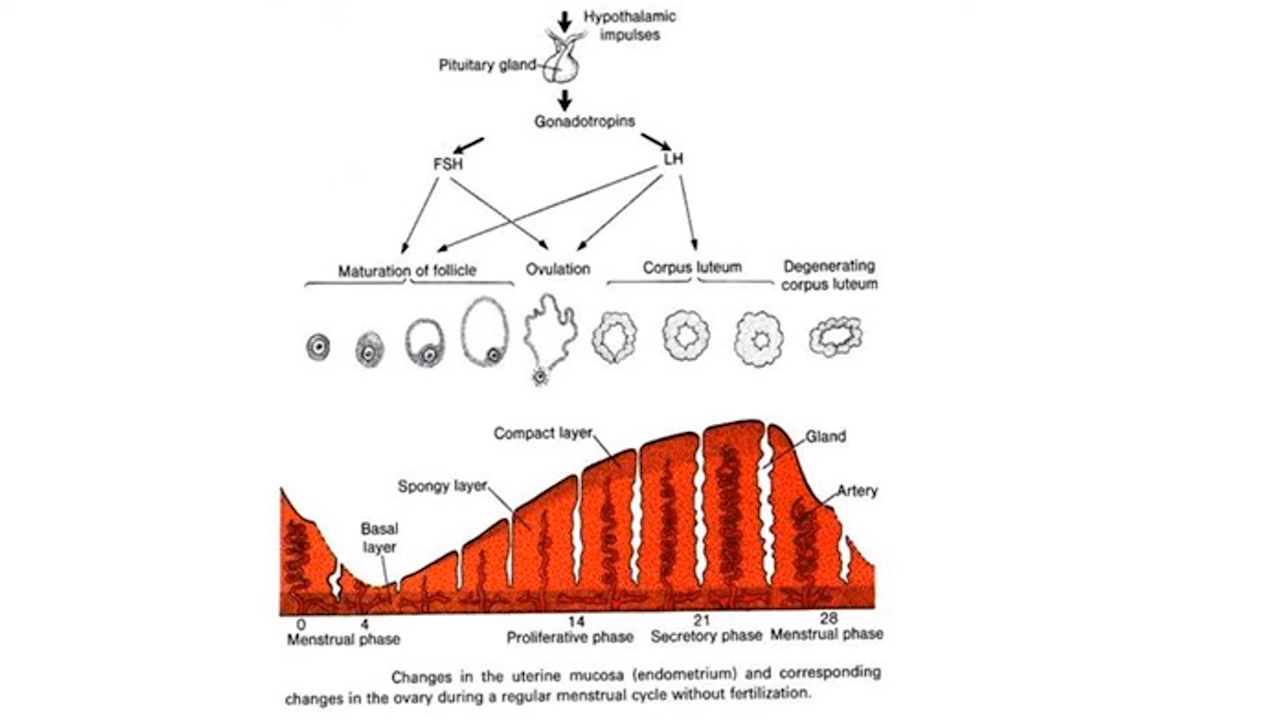 Hypothalamic
impulses
Pituitary gland
Gonadotropins
FSH
LH
Maturation of follicle
Ovulation
Corpus luteum
Degenerating
corpus luteum
Compact layer
Gland
Spongy layer
Artery
Basal
layer
0 4 14 21 28
Menstrual phase Proliferative phase Secretory phase Menstrual phase
Changes in the uterine mucosa (endometrium) and corresponding
changes in the ovary during a regular menstrual cycle without fertilization.